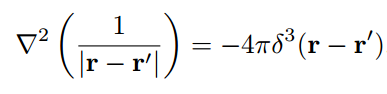 ∇² ( 1 / |𝐫 − 𝐫′| ) = −4πδ³(𝐫 − 𝐫′)